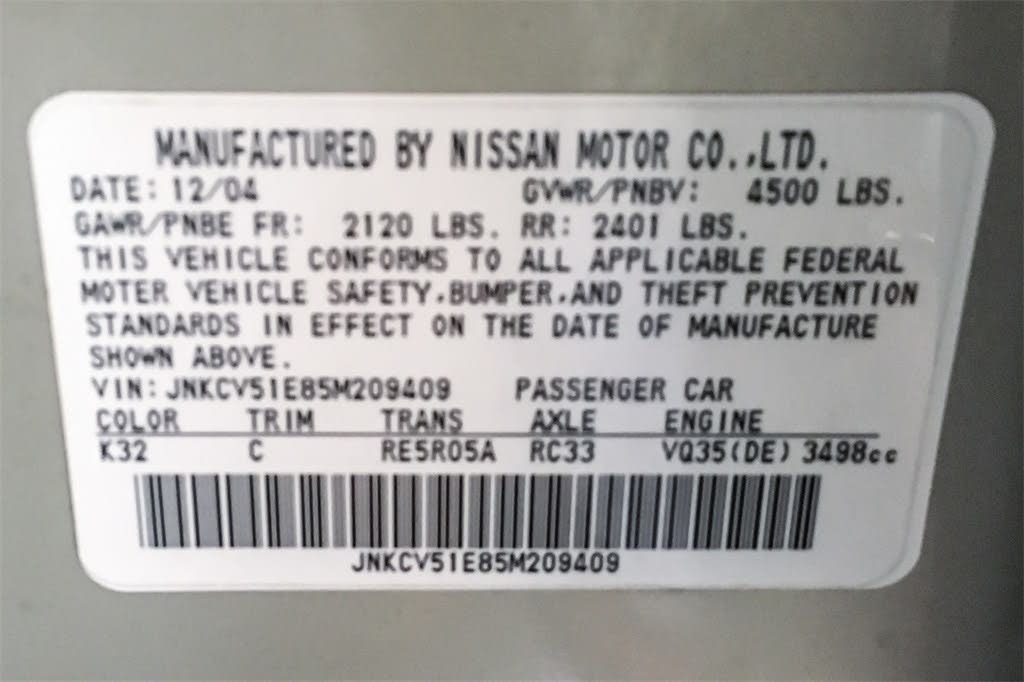 MANUFACTURED BY NISSAN MOTOR CO.,LTD.
DATE: 12/04 GVWR/PNBV: 4500 LBS.
GAWR/PNBE FR: 2120 LBS. RR: 2401 LBS.
THIS VEHICLE CONFORMS TO ALL APPLICABLE FEDERAL
MOTER VEHICLE SAFETY,BUMPER,AND THEFT PREVENTION
STANDARDS IN EFFECT ON THE DATE OF MANUFACTURE
SHOWN ABOVE.
VIN: JNKCV51E85M209409 PASSENGER CAR
COLOR TRIM TRANS AXLE ENGINE
K32 C RE5R05A RC33 VQ35(DE) 3498cc
JNKCV51E85M209409